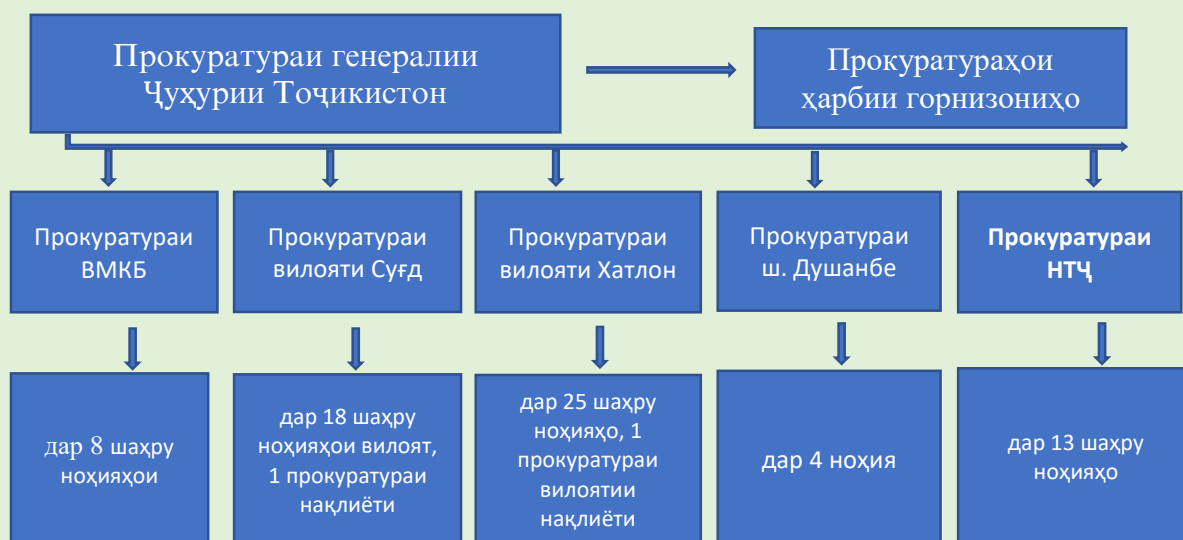 Прокуратураи генералии
Ҷуҳурии Тоҷикистон
Прокуратураҳои
ҳарбии горнизониҳо
Прокуратураи
ВМКБ
Прокуратураи
вилояти Суғд
Прокуратураи
вилояти Хатлон
Прокуратураи
ш. Душанбе
Прокуратураи
НТҶ
дар 8 шаҳру
ноҳияҳои
дар 18 шаҳру
ноҳияҳои вилоят,
1 прокуратураи
нақлиёти
дар 25 шаҳру
ноҳияҳо, 1
прокуратураи
вилоятии
нақлиёти
дар 4 ноҳия
дар 13 шаҳру
ноҳияҳо